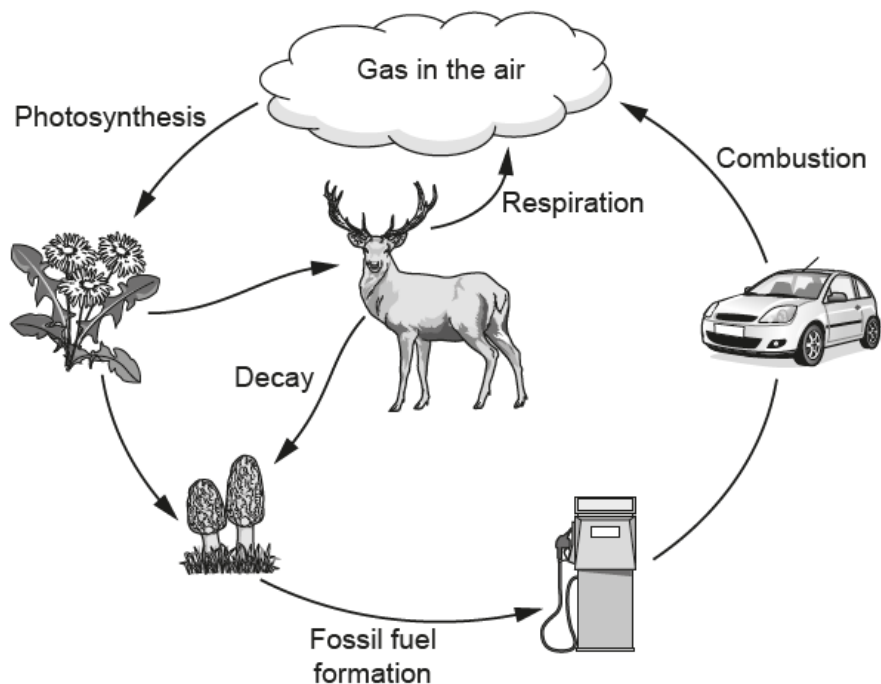 Gas in the air
Photosynthesis
Combustion
Respiration
Decay
Fossil fuel
formation